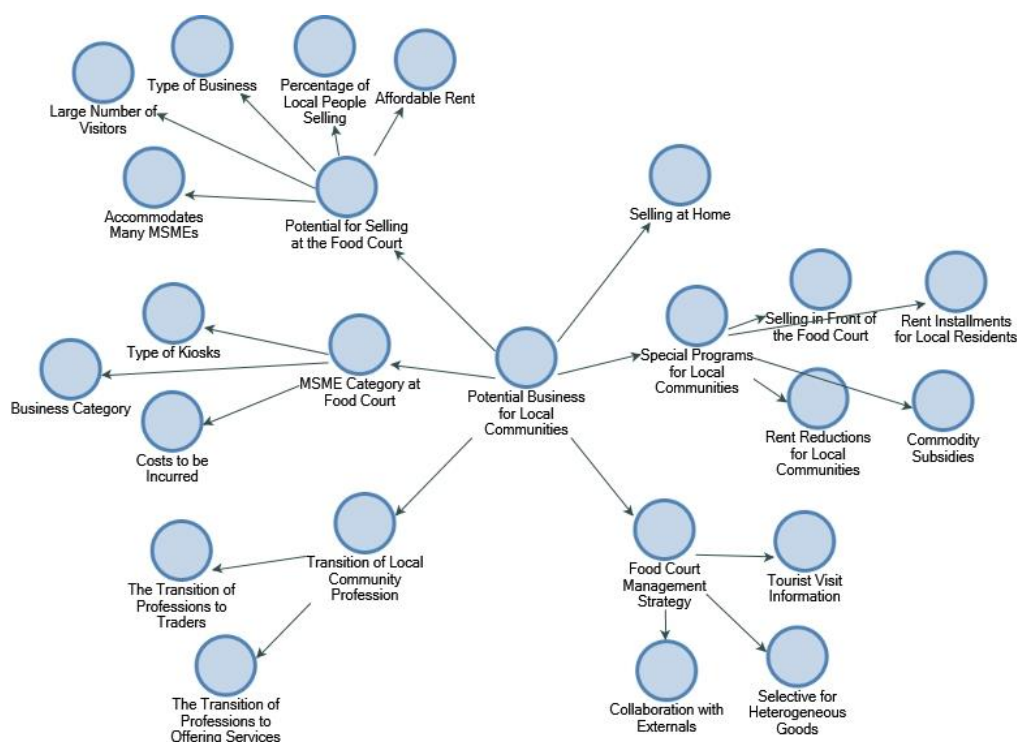 Type of Business
Percentage of
Local People
Selling
Affordable Rent
Large Number of
Visitors
Accommodates
Many MSMEs
Potential for Selling
at the Food Court
Selling at Home
Type of Kiosks
Business Category
Costs to be
Incurred
MSME Category at
Food Court
Potential Business
for Local
Communities
Special Programs
for Local
Communities
Selling in Front of
the Food Court
Rent Installments
for Local Residents
Rent Reductions
for Local
Communities
Commodity
Subsidies
Transition of Local
Community
Profession
The Transition of
Professions to
Traders
The Transition of
Professions to
Offering Services
Food Court
Management
Strategy
Tourist Visit
Information
Collaboration with
Externals
Selective for
Heterogeneous
Goods